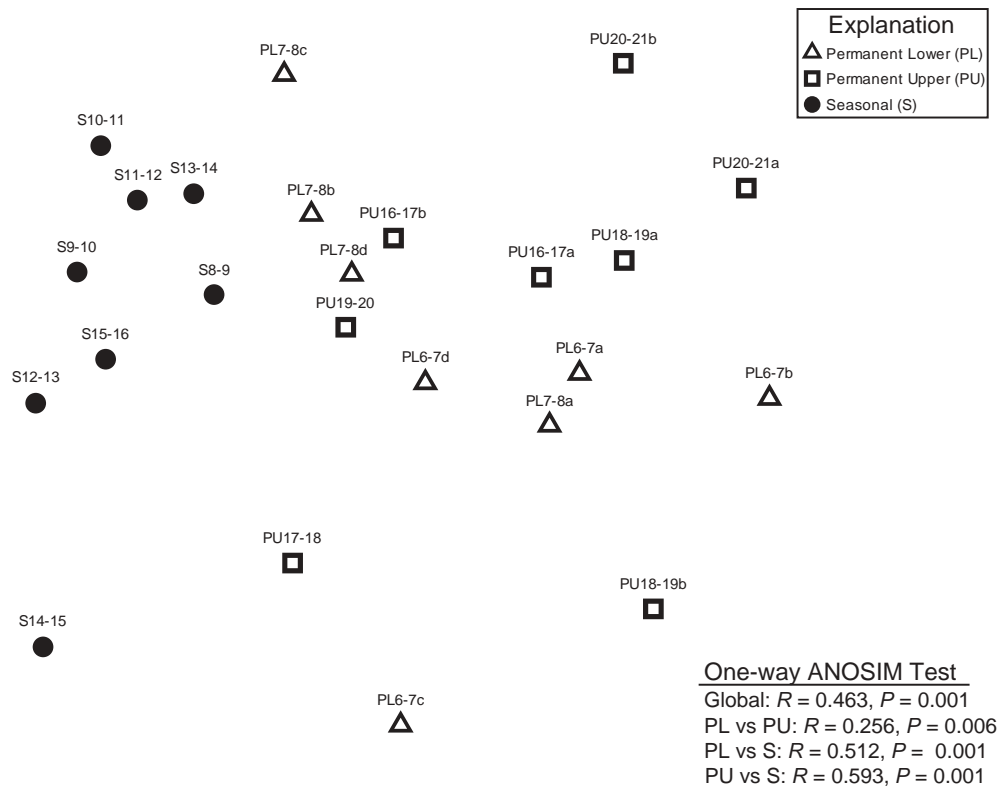 Explanation
Permanent Lower (PL)
Permanent Upper (PU)
Seasonal (S)
PL7-8c
PU20-21b
S10-11
S11-12
S13-14
PL7-8b
PU20-21a
PU16-17b
S9-10
S8-9
PL7-8d
PU16-17a
PU18-19a
PU19-20
S15-16
S12-13
PL6-7d
PL6-7a
PL6-7b
PL7-8a
PU17-18
PU18-19b
S14-15
PL6-7c
One-way ANOSIM Test
Global: R = 0.463, P = 0.001
PL vs PU: R = 0.256, P = 0.006
PL vs S: R = 0.512, P = 0.001
PU vs S: R = 0.593, P = 0.001